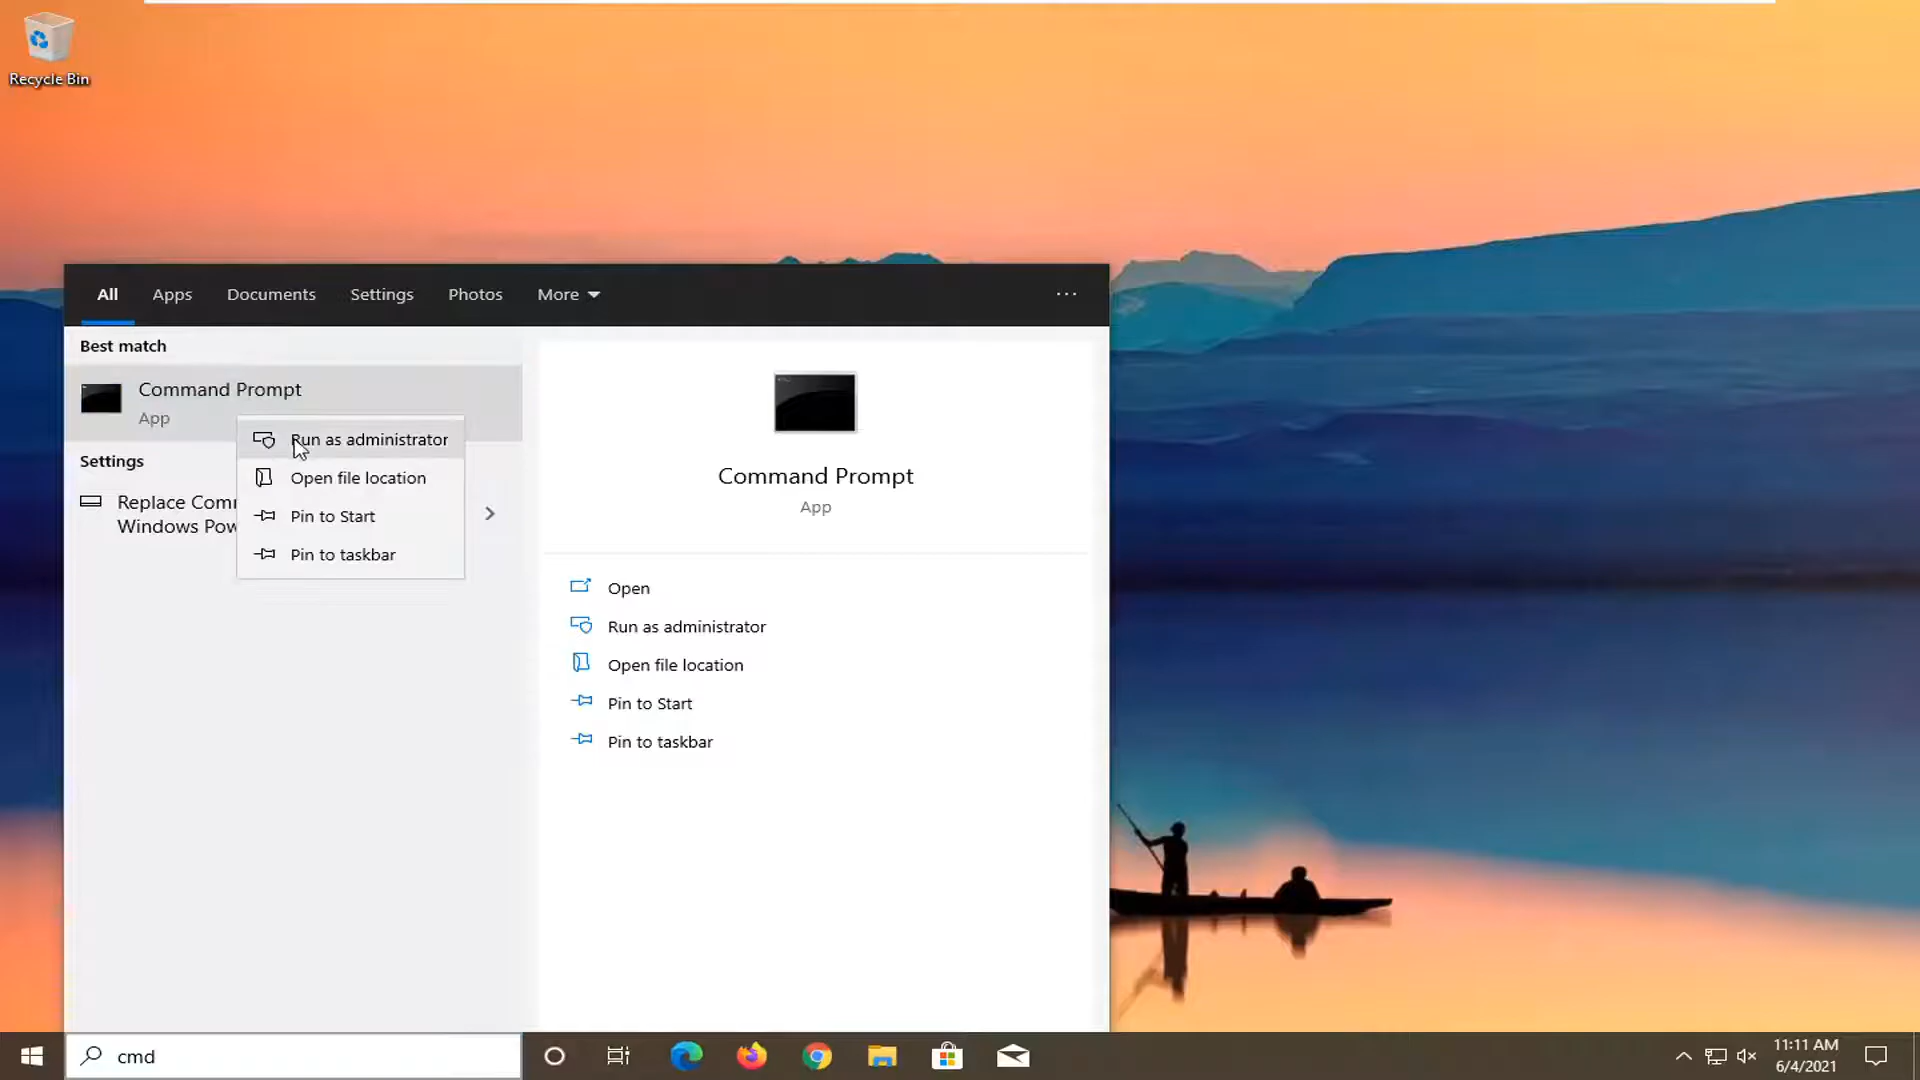 Recycle Bin
All Apps Documents Settings Photos More
Best match
Command Prompt
App
Run as administrator
Open file location
Pin to Start
Pin to taskbar
Settings
Replace
Windows
Command Prompt
App
Open
Run as administrator
Open file location
Pin to Start
Pin to taskbar
cmd
11:11 AM
6/4/2021